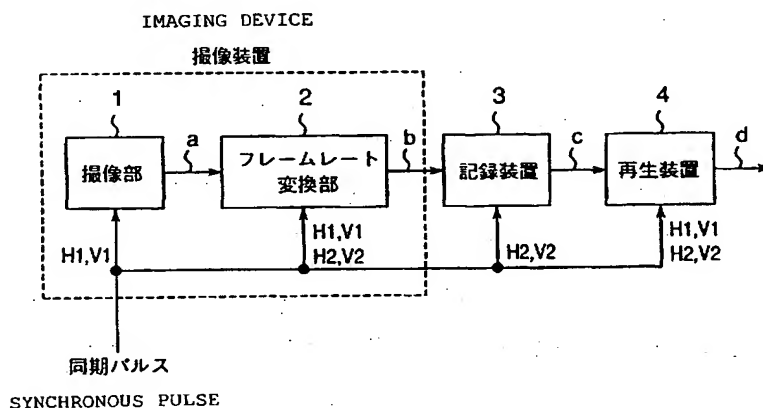 IMAGING DEVICE
撮像装置
1
2
3
4
a
b
c
d
撮像部
フレームレート
変換部
記録装置
再生装置
H1,V1
H1,V1
H2,V2
H2,V2
H1,V1
H2,V2
同期パルス
SYNCHRONOUS PULSE